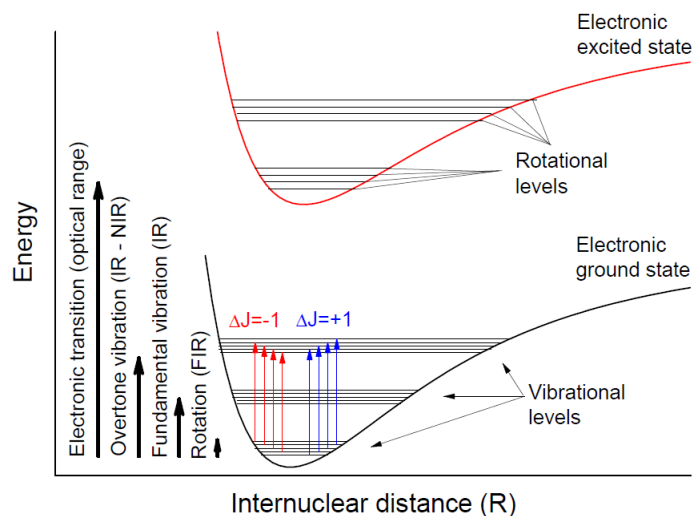 Electronic
excited state
Rotational
levels
Electronic
ground state
ΔJ=-1
ΔJ=+1
Vibrational
levels
Energy
Electronic transition (optical range)
Overtone vibration (IR - NIR)
Fundamental vibration (IR)
Rotation (FIR)
Internuclear distance (R)